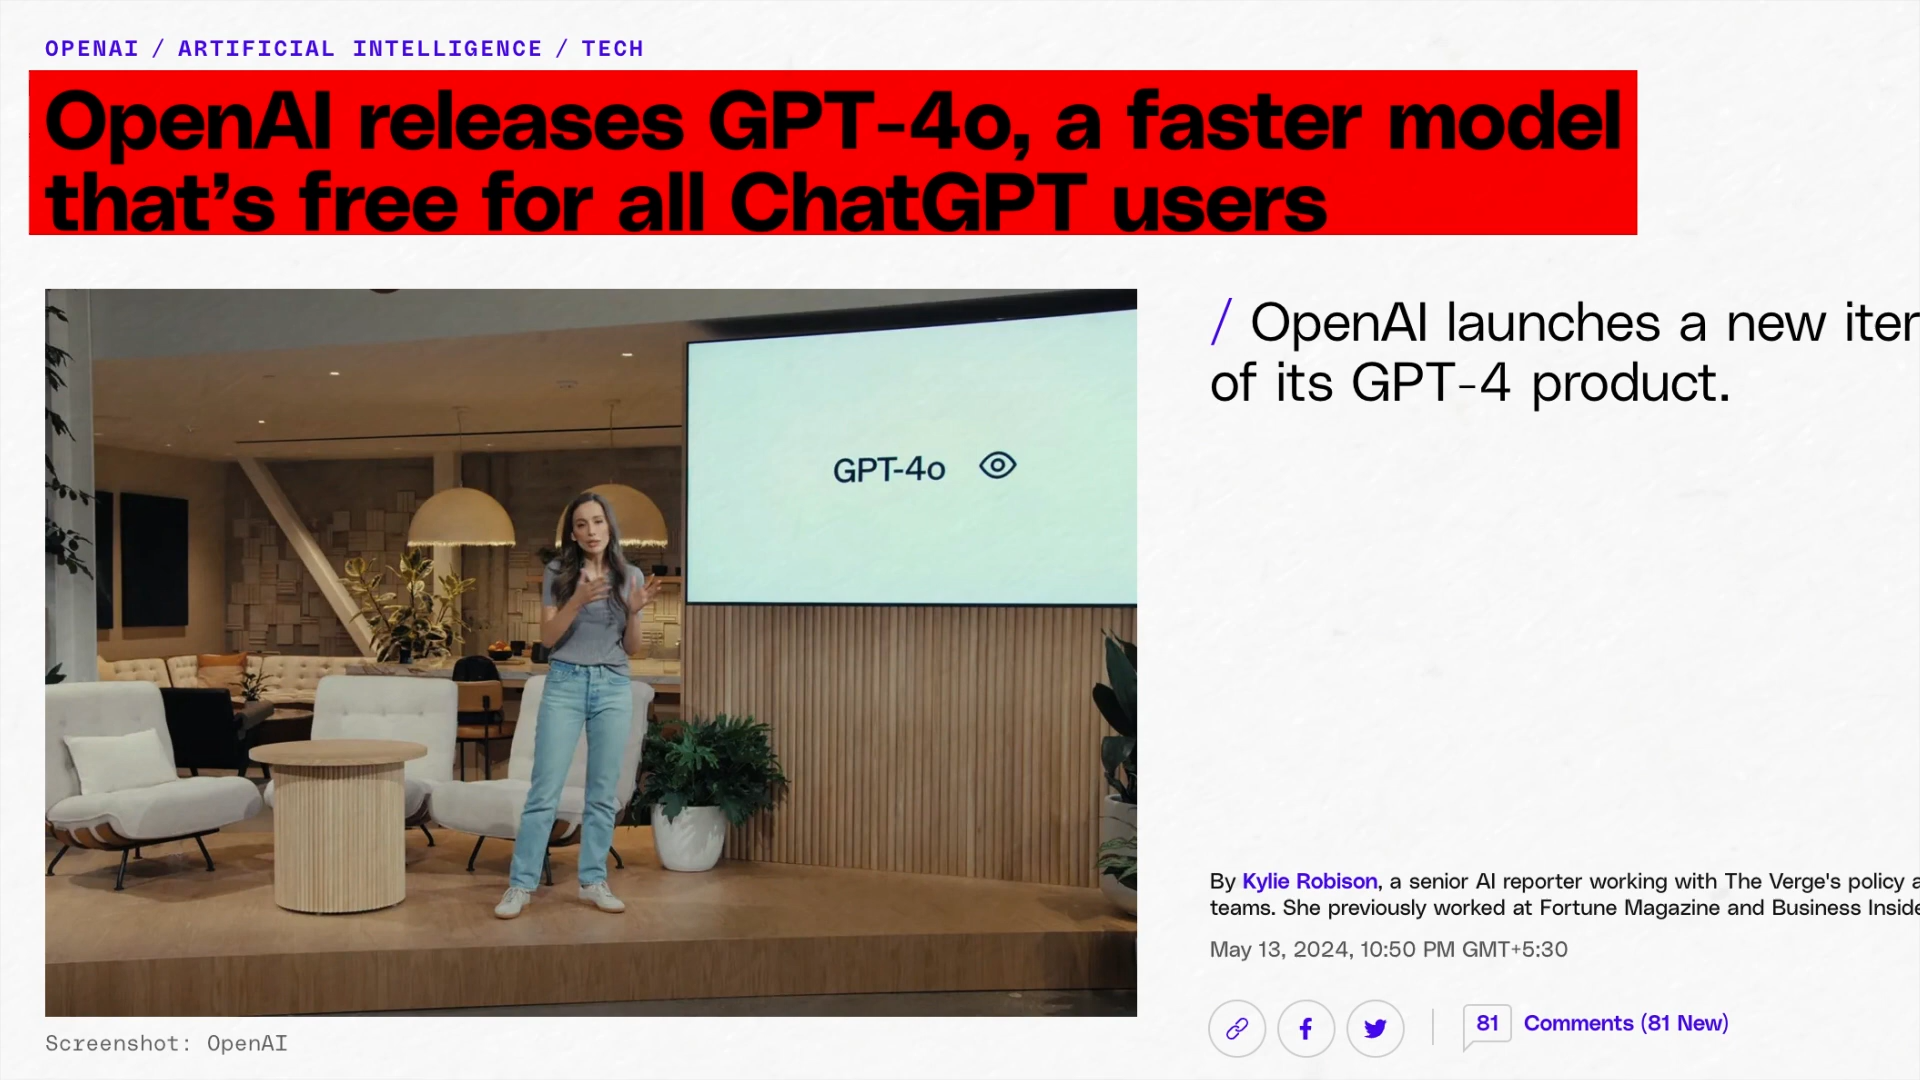 OPENAI / ARTIFICIAL INTELLIGENCE / TECH
OpenAI releases GPT-4o, a faster model
that’s free for all ChatGPT users
GPT-4o
/ OpenAI launches a new iter
of its GPT-4 product.
By Kylie Robison, a senior AI reporter working with The Verge's policy a
teams. She previously worked at Fortune Magazine and Business Inside
May 13, 2024, 10:50 PM GMT+5:30
81 Comments (81 New)
Screenshot: OpenAI